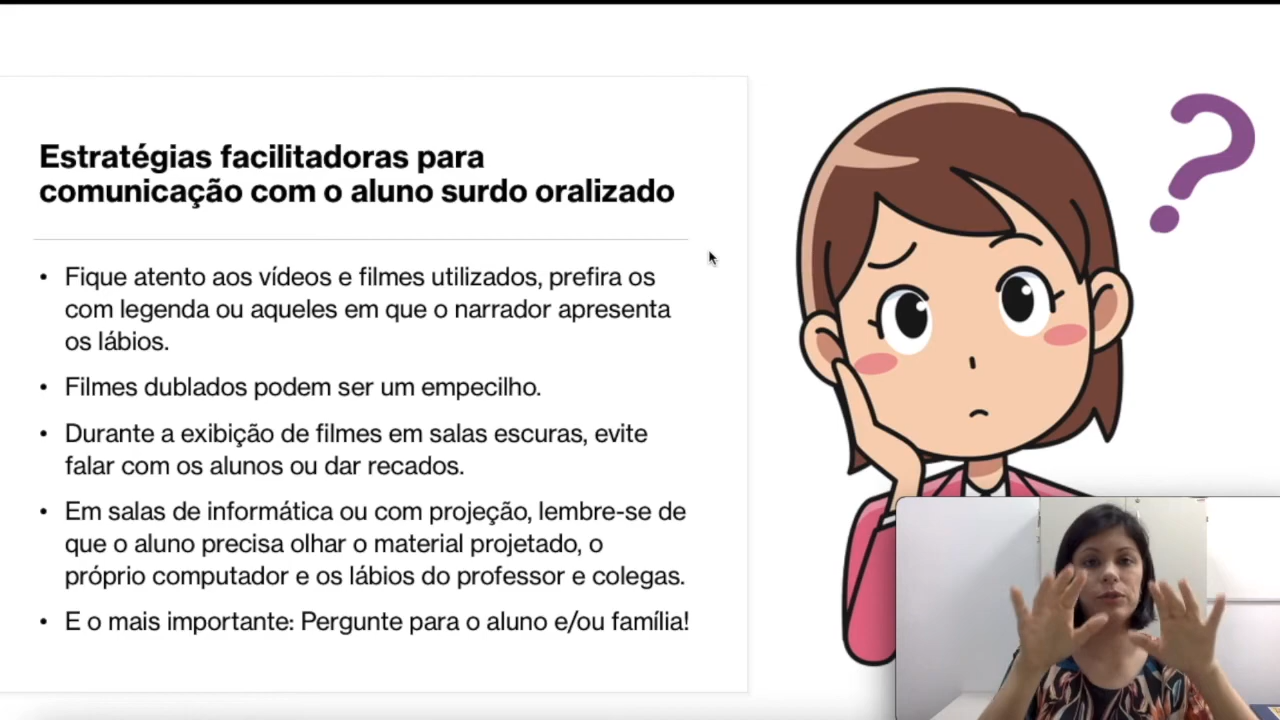 Estratégias facilitadoras para
comunicação com o aluno surdo oralizado
• Fique atento aos vídeos e filmes utilizados, prefira os
com legenda ou aqueles em que o narrador apresenta
os lábios.
• Filmes dublados podem ser um empecilho.
• Durante a exibição de filmes em salas escuras, evite
falar com os alunos ou dar recados.
• Em salas de informática ou com projeção, lembre-se de
que o aluno precisa olhar o material projetado, o
próprio computador e os lábios do professor e colegas.
• E o mais importante: Pergunte para o aluno e/ou família!
?